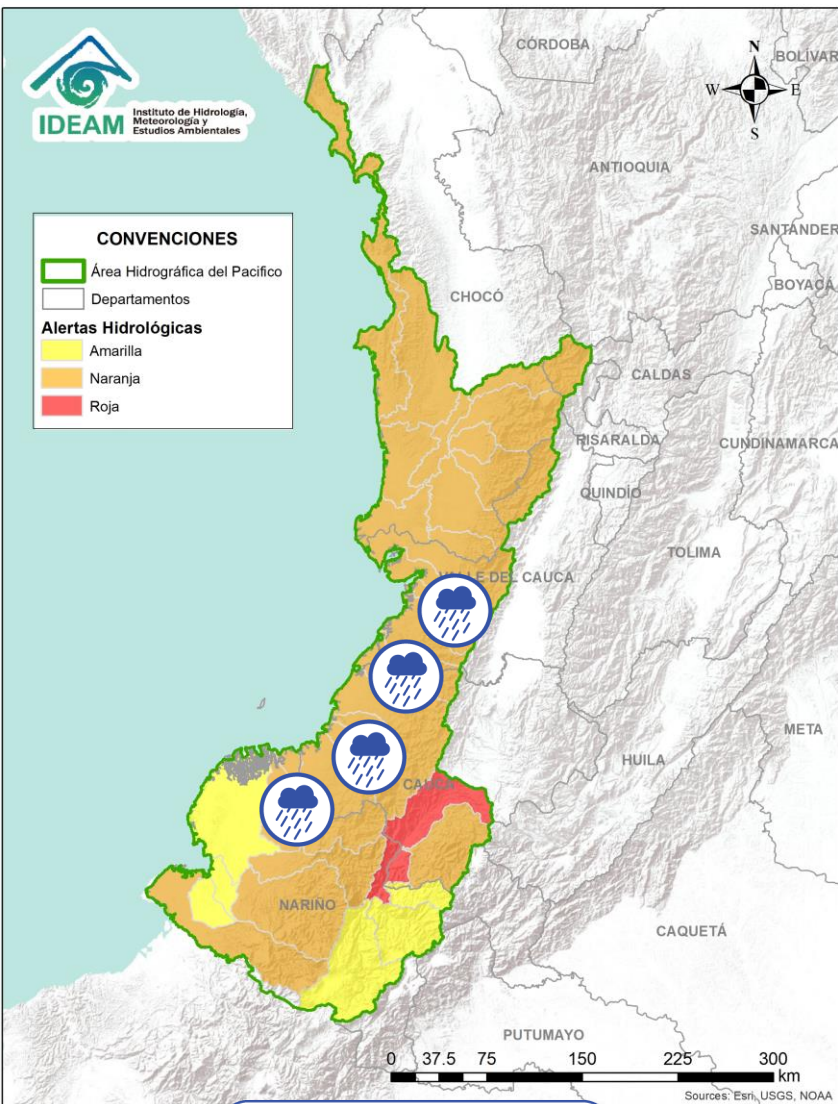 IDEAM
Instituto de Hidrología,
Meteorología y
Estudios Ambientales
CÓRDOBA
BOLÍVAR
N
W
E
S
ANTIOQUIA
SANTANDER
BOYACÁ
CONVENCIONES
Área Hidrográfica del Pacifico
Departamentos
Alertas Hidrológicas
Amarilla
Naranja
Roja
CHOCÓ
CALDAS
RISARALDA
CUNDINAMARCA
QUINDÍO
TOLIMA
VALLE DEL CAUCA
META
HUILA
CAUCA
NARIÑO
CAQUETÁ
PUTUMAYO
0 37.5 75 150 225 300
km
Sources: Esri, USGS, NOAA